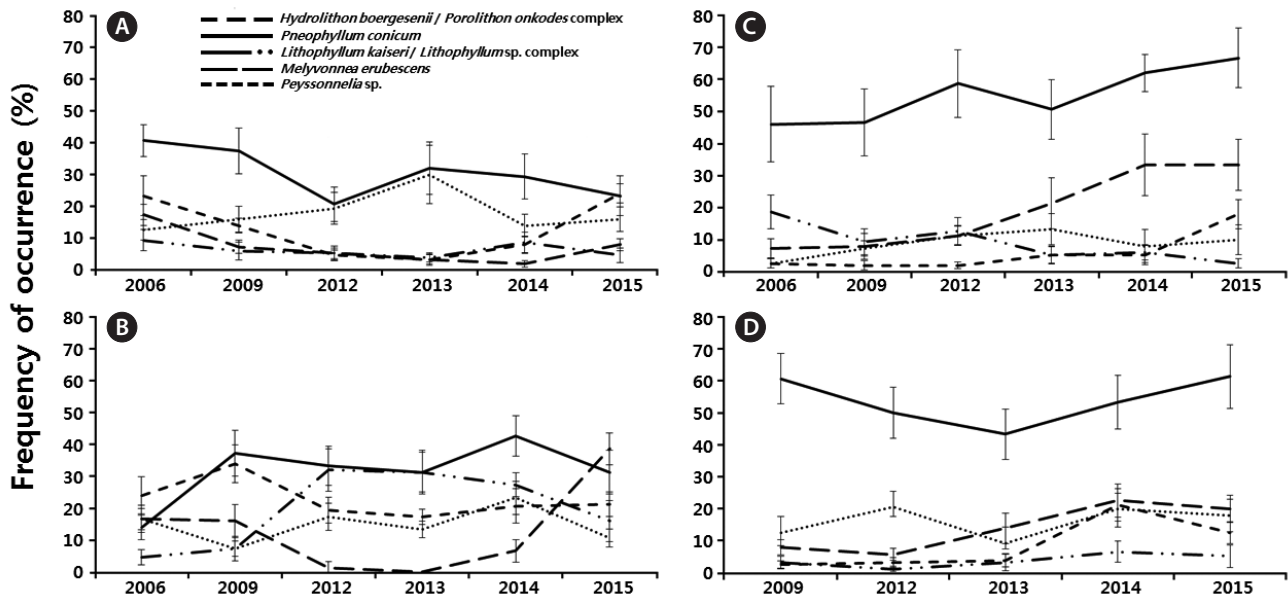 Frequency of occurrence (%)
A
80
70
60
50
40
30
20
10
0
Hydrolithon boergesenii / Porolithon onkodes complex
Pneophyllum conicum
Lithophyllum kaiseri / Lithophyllum sp. complex
Melyvonnea erubescens
Peyssonnelia sp.
2006 2009 2012 2013 2014 2015
B
80
70
60
50
40
30
20
10
0
2006 2009 2012 2013 2014 2015
C
80
70
60
50
40
30
20
10
0
2006 2009 2012 2013 2014 2015
D
80
70
60
50
40
30
20
10
0
2009 2012 2013 2014 2015